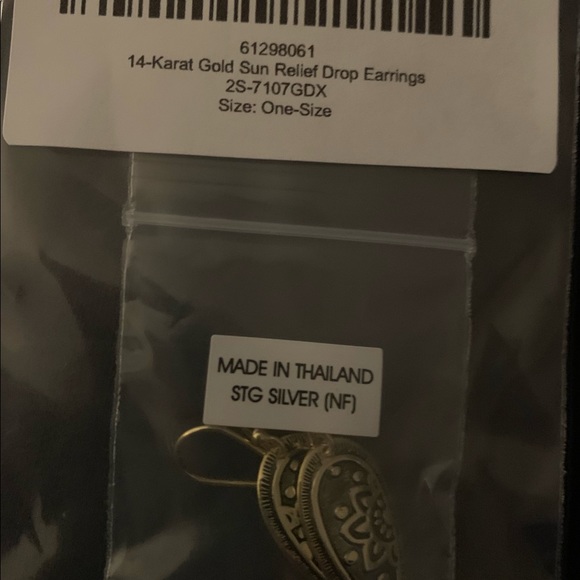 61298061
14-Karat Gold Sun Relief Drop Earrings
2S-7107GDX
Size: One-Size
MADE IN THAILAND
STG SILVER (NF)